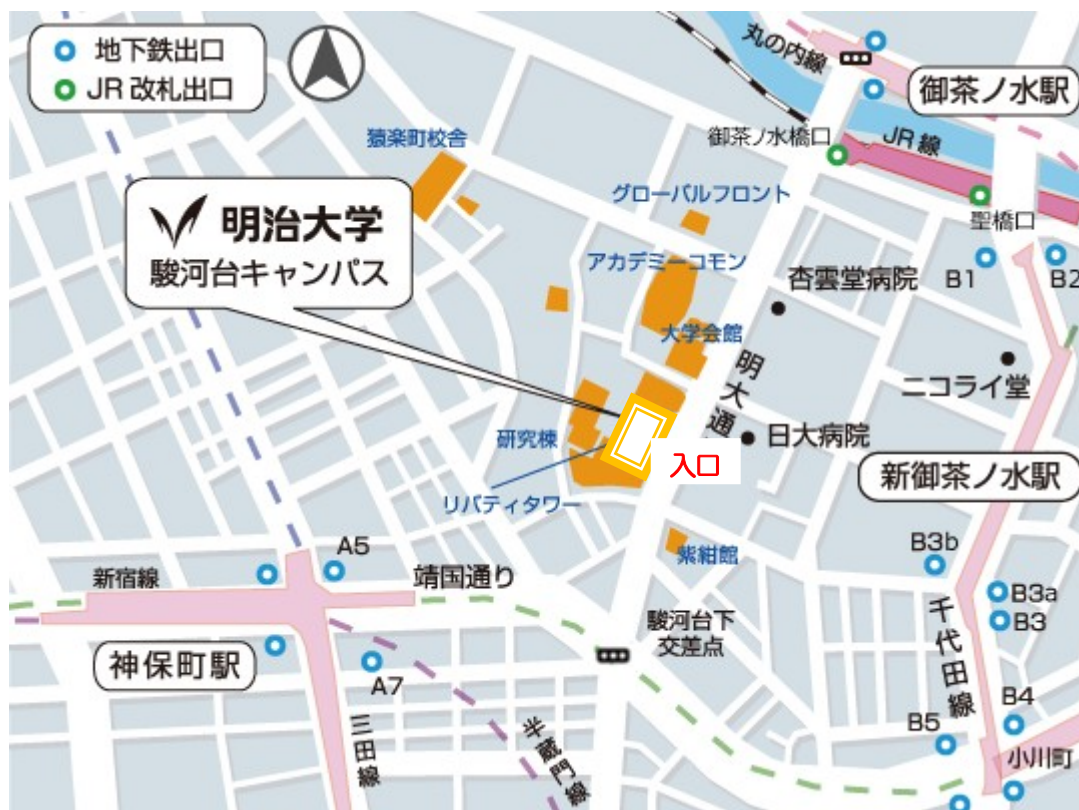 地下鉄出口
JR改札出口
丸の内線
御茶ノ水駅
御茶ノ水橋口
JR線
猿楽町校舎
グローバルフロント
聖橋口
明治大学
駿河台キャンパス
アカデミーコモン
杏雲堂病院
B1
B2
大学会館
明大通
ニコライ堂
研究棟
入口
日大病院
リバティタワー
新御茶ノ水駅
紫紺館
B3b
A5
新宿線
靖国通り
B3a
B3
駿河台下
交差点
千代田線
神保町駅
A7
B4
B5
三田線
半蔵門線
小川町